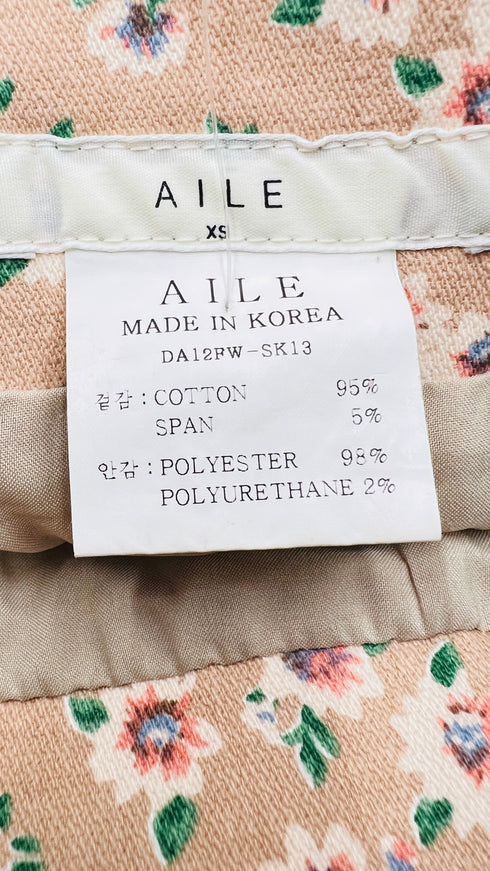 AILE
XS
AILE
MADE IN KOREA
DA12FW-SK13
겉감 : COTTON 95%
SPAN 5%
안감 : POLYESTER 98%
POLYURETHANE 2%